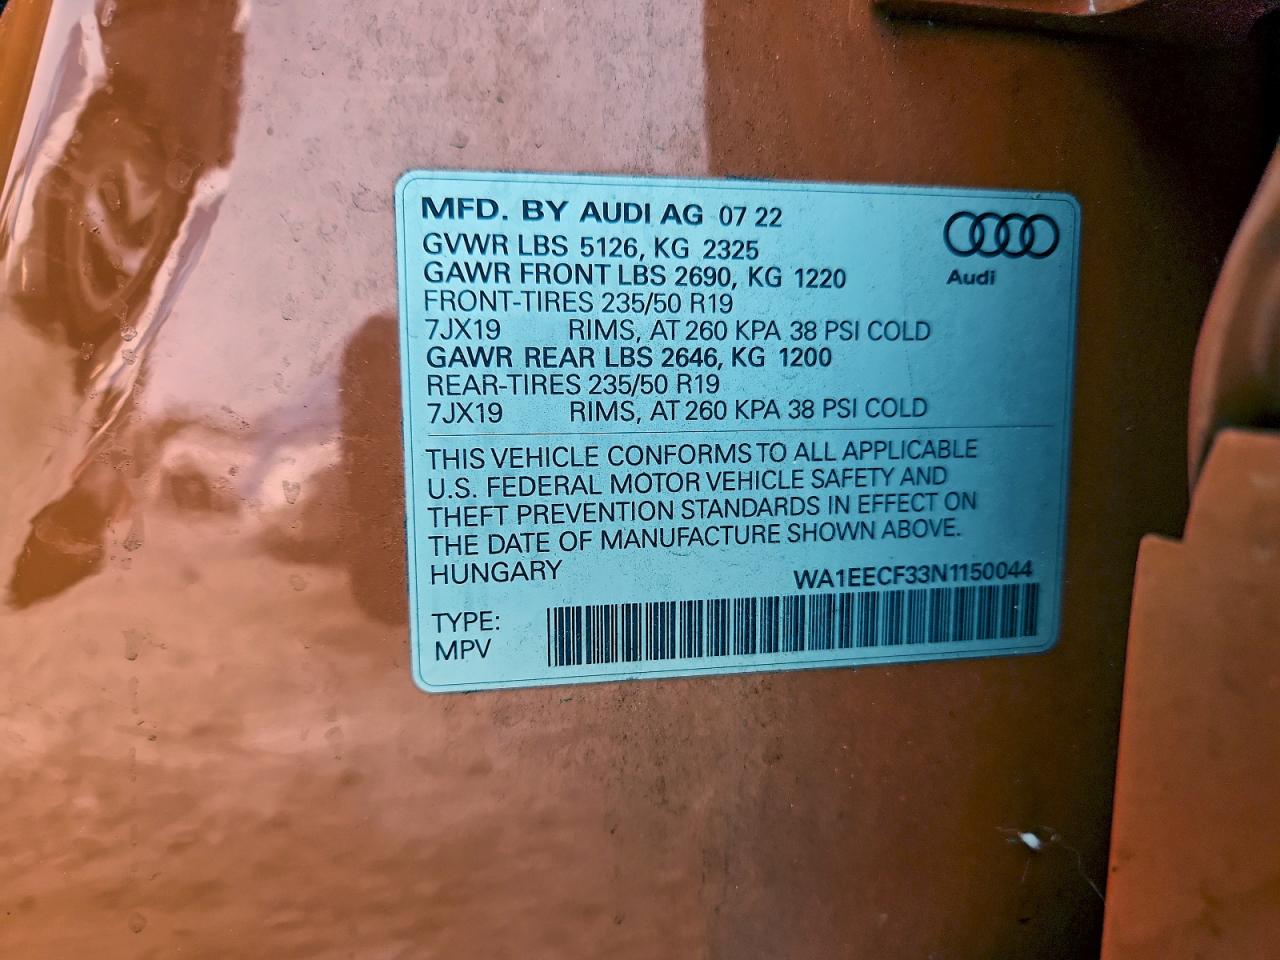 MFD. BY AUDI AG 07 22
GVWR LBS 5126, KG 2325
GAWR FRONT LBS 2690, KG 1220
FRONT-TIRES 235/50 R19
7JX19 RIMS, AT 260 KPA 38 PSI COLD
GAWR REAR LBS 2646, KG 1200
REAR-TIRES 235/50 R19
7JX19 RIMS, AT 260 KPA 38 PSI COLD
Audi
THIS VEHICLE CONFORMS TO ALL APPLICABLE
U.S. FEDERAL MOTOR VEHICLE SAFETY AND
THEFT PREVENTION STANDARDS IN EFFECT ON
THE DATE OF MANUFACTURE SHOWN ABOVE.
HUNGARY WA1EECF33N1150044
TYPE:
MPV